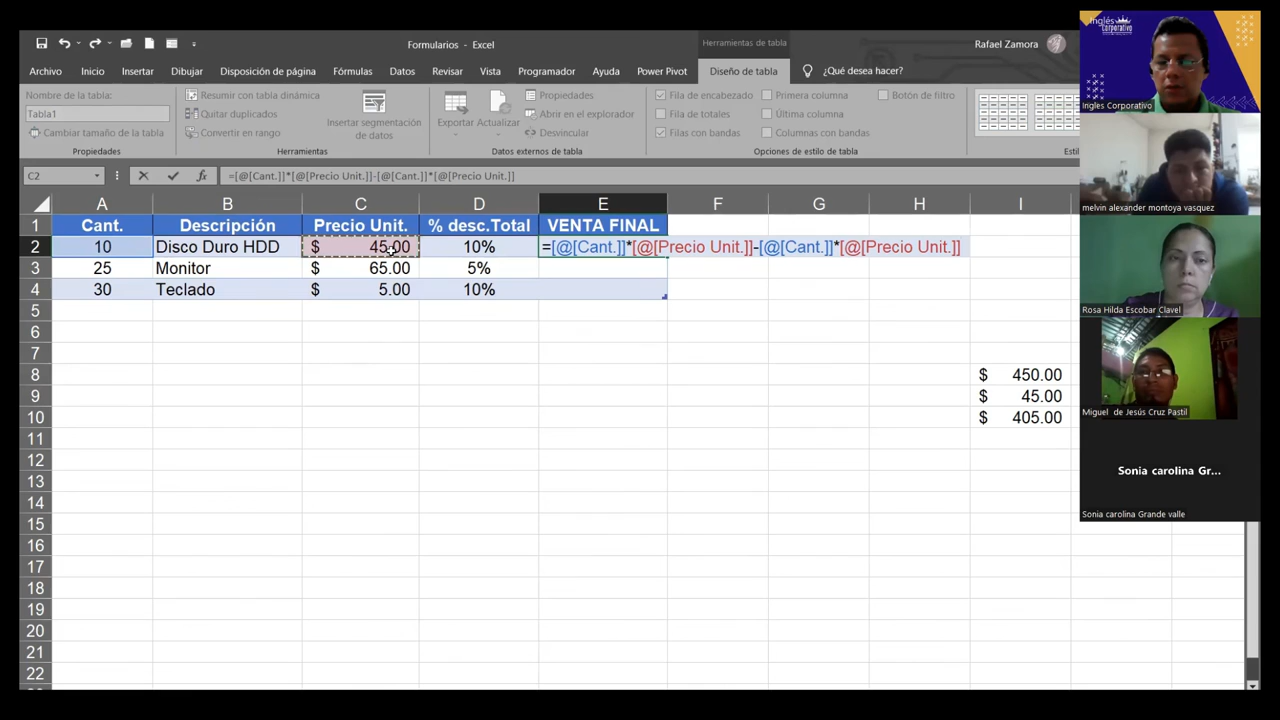 Formularios - Excel
Herramientas de tabla
Rafael Zamora
Archivo Inicio Insertar Dibujar Disposición de página Fórmulas Datos Revisar Vista Programador Ayuda Power Pivot Diseño de tabla ¿Qué desea hacer?
Nombre de la tabla:
Tabla1
Cambiar tamaño de la tabla
Propiedades
Resumir con tabla dinámica
Quitar duplicados
Convertir en rango
Insertar segmentación
de datos
Herramientas
Exportar Actualizar
Propiedades
Abrir en el explorador
Desvincular
Datos externos de tabla
Fila de encabezado Primera columna Botón de filtro
Fila de totales Última columna
Filas con bandas Columnas con bandas
Opciones de estilo de tabla
Estil
C2 fx =[@[Cant.]]*[@[Precio Unit.]]-[@[Cant.]]*[@[Precio Unit.]]
A B C D E F G H I
1 Cant. Descripción Precio Unit. % desc.Total VENTA FINAL
2 10 Disco Duro HDD $ 45.00 10% =[@[Cant.]]*[@[Precio Unit.]]-[@[Cant.]]*[@[Precio Unit.]]
3 25 Monitor $ 65.00 5%
4 30 Teclado $ 5.00 10%
5
6
7
8 $ 450.00
9 $ 45.00
10 $ 405.00
11
12
13
14
15
16
17
18
19
20
21
22
Inglés
corporativo
Ingles Corporativo
melvin alexander montoya vasquez
Rosa Hilda Escobar Clavel
Miguel de Jesús Cruz Pastil
Sonia carolina Gr...
Sonia carolina Grande valle